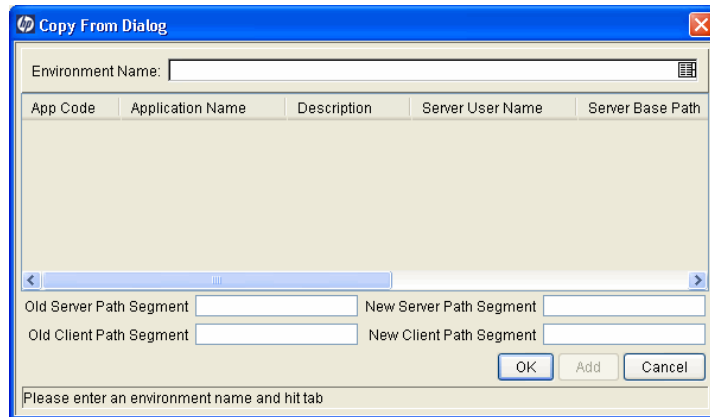 hp Copy From Dialog
Environment Name:
App Code Application Name Description Server User Name Server Base Path
Old Server Path Segment New Server Path Segment
Old Client Path Segment New Client Path Segment
OK Add Cancel
Please enter an environment name and hit tab